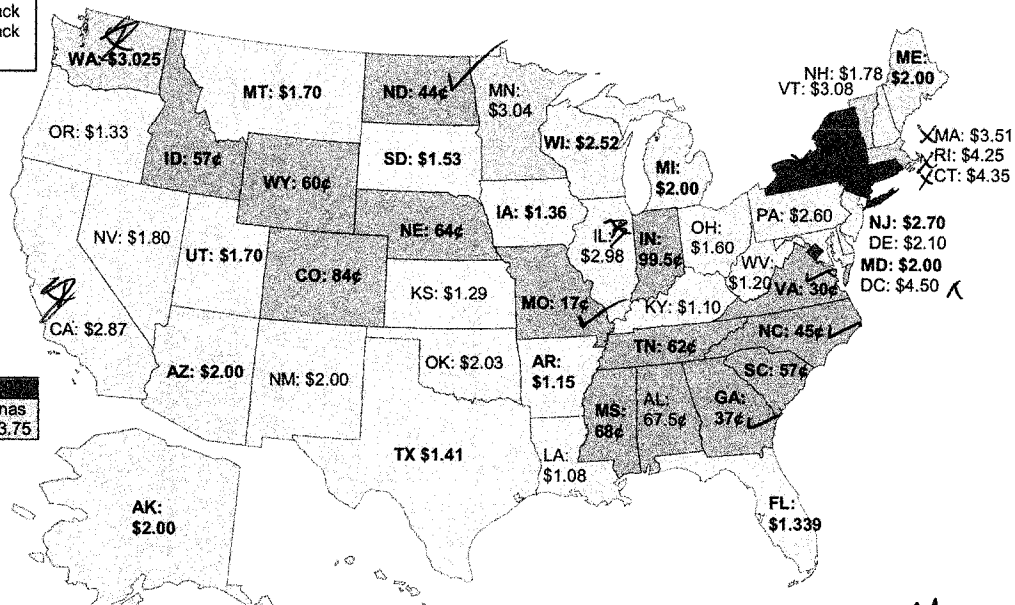 ack
ack
WA: $3.025
MT: $1.70
ND: 44¢
MN:
$3.04
ME:
$2.00
NH: $1.78
VT: $3.08
OR: $1.33
ID: 57¢
WY: 60¢
SD: $1.53
WI: $2.52
MI:
$2.00
MA: $3.51
RI: $4.25
CT: $4.35
NV: $1.80
UT: $1.70
CO: 84¢
NE: 64¢
IA: $1.36
IL:
$2.98
IN:
99.5¢
OH:
$1.60
PA: $2.60
NJ: $2.70
DE: $2.10
MD: $2.00
DC: $4.50
CA: $2.87
KS: $1.29
MO: 17¢
KY: $1.10
WV:
$1.20
VA: 30¢
AZ: $2.00
NM: $2.00
OK: $2.03
AR:
$1.15
TN: 62¢
NC: 45¢
SC: 57¢
MS:
68¢
AL:
67.5¢
GA:
37¢
nas
3.75
TX $1.41
LA:
$1.08
FL:
$1.339
AK:
$2.00